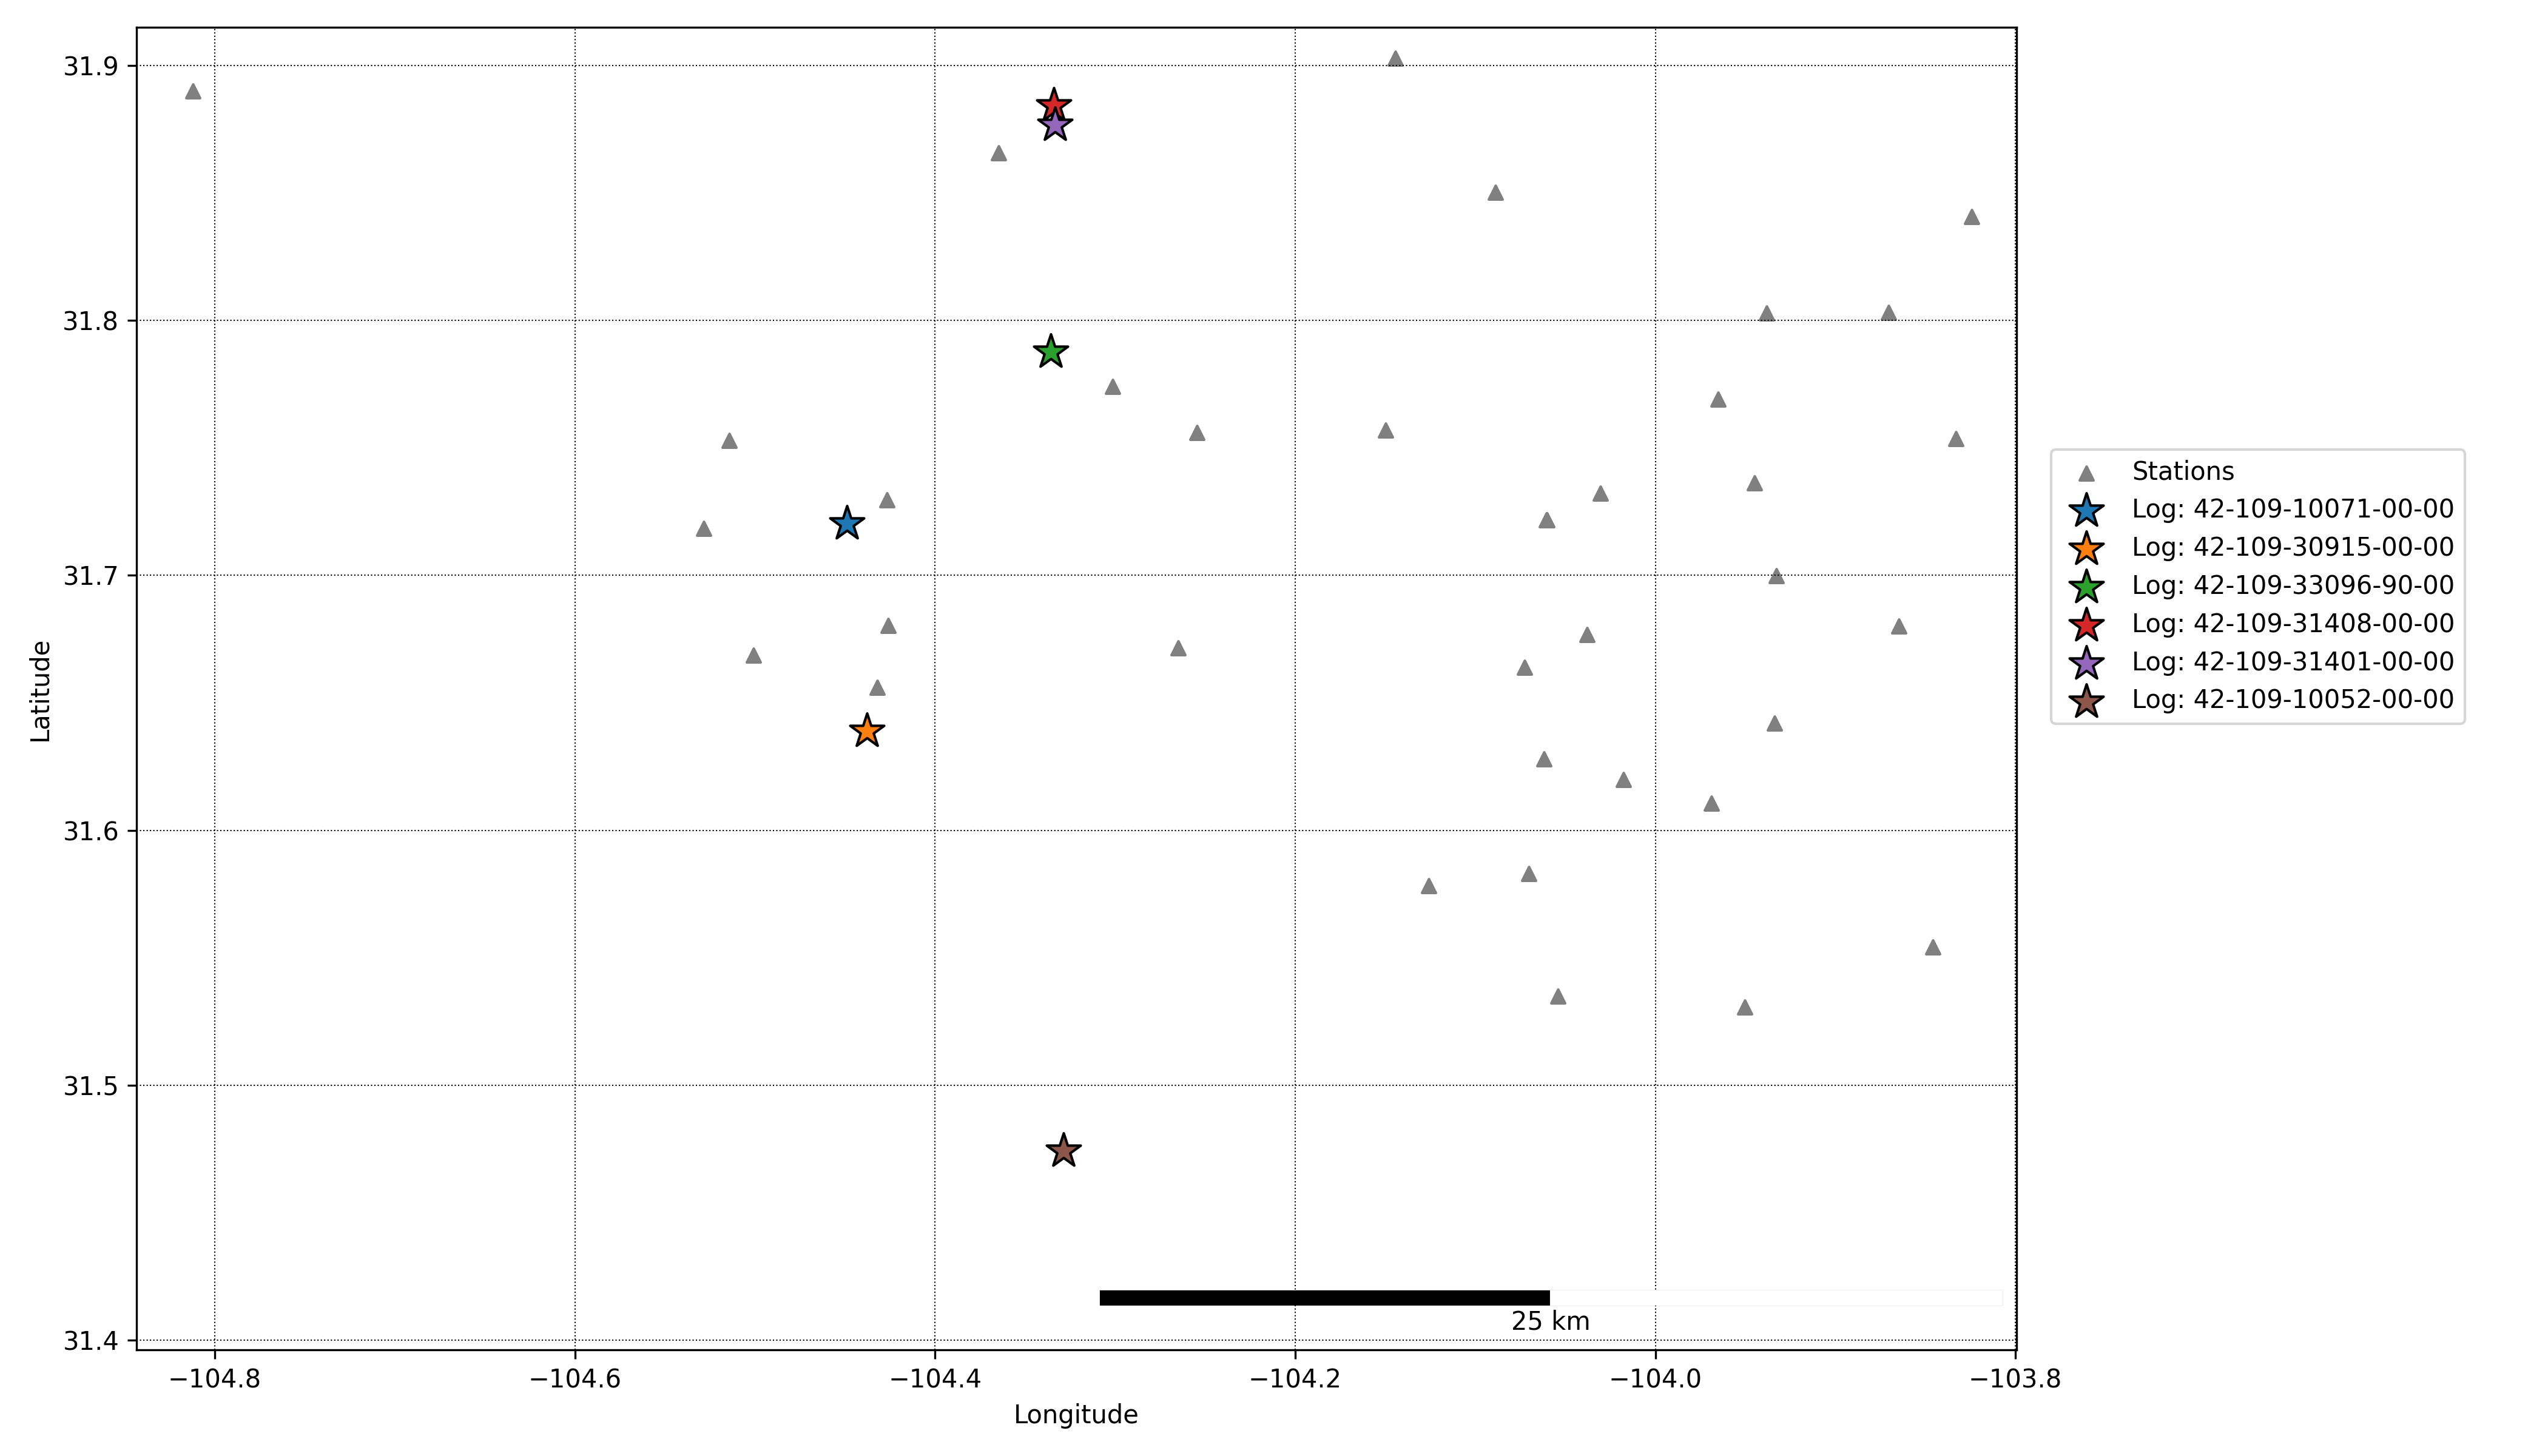 31.9
31.8
31.7
31.6
31.5
31.4
Latitude
−104.8
−104.6
−104.4
−104.2
−104.0
−103.8
Longitude
25 km
Stations
Log: 42-109-10071-00-00
Log: 42-109-30915-00-00
Log: 42-109-33096-90-00
Log: 42-109-31408-00-00
Log: 42-109-31401-00-00
Log: 42-109-10052-00-00